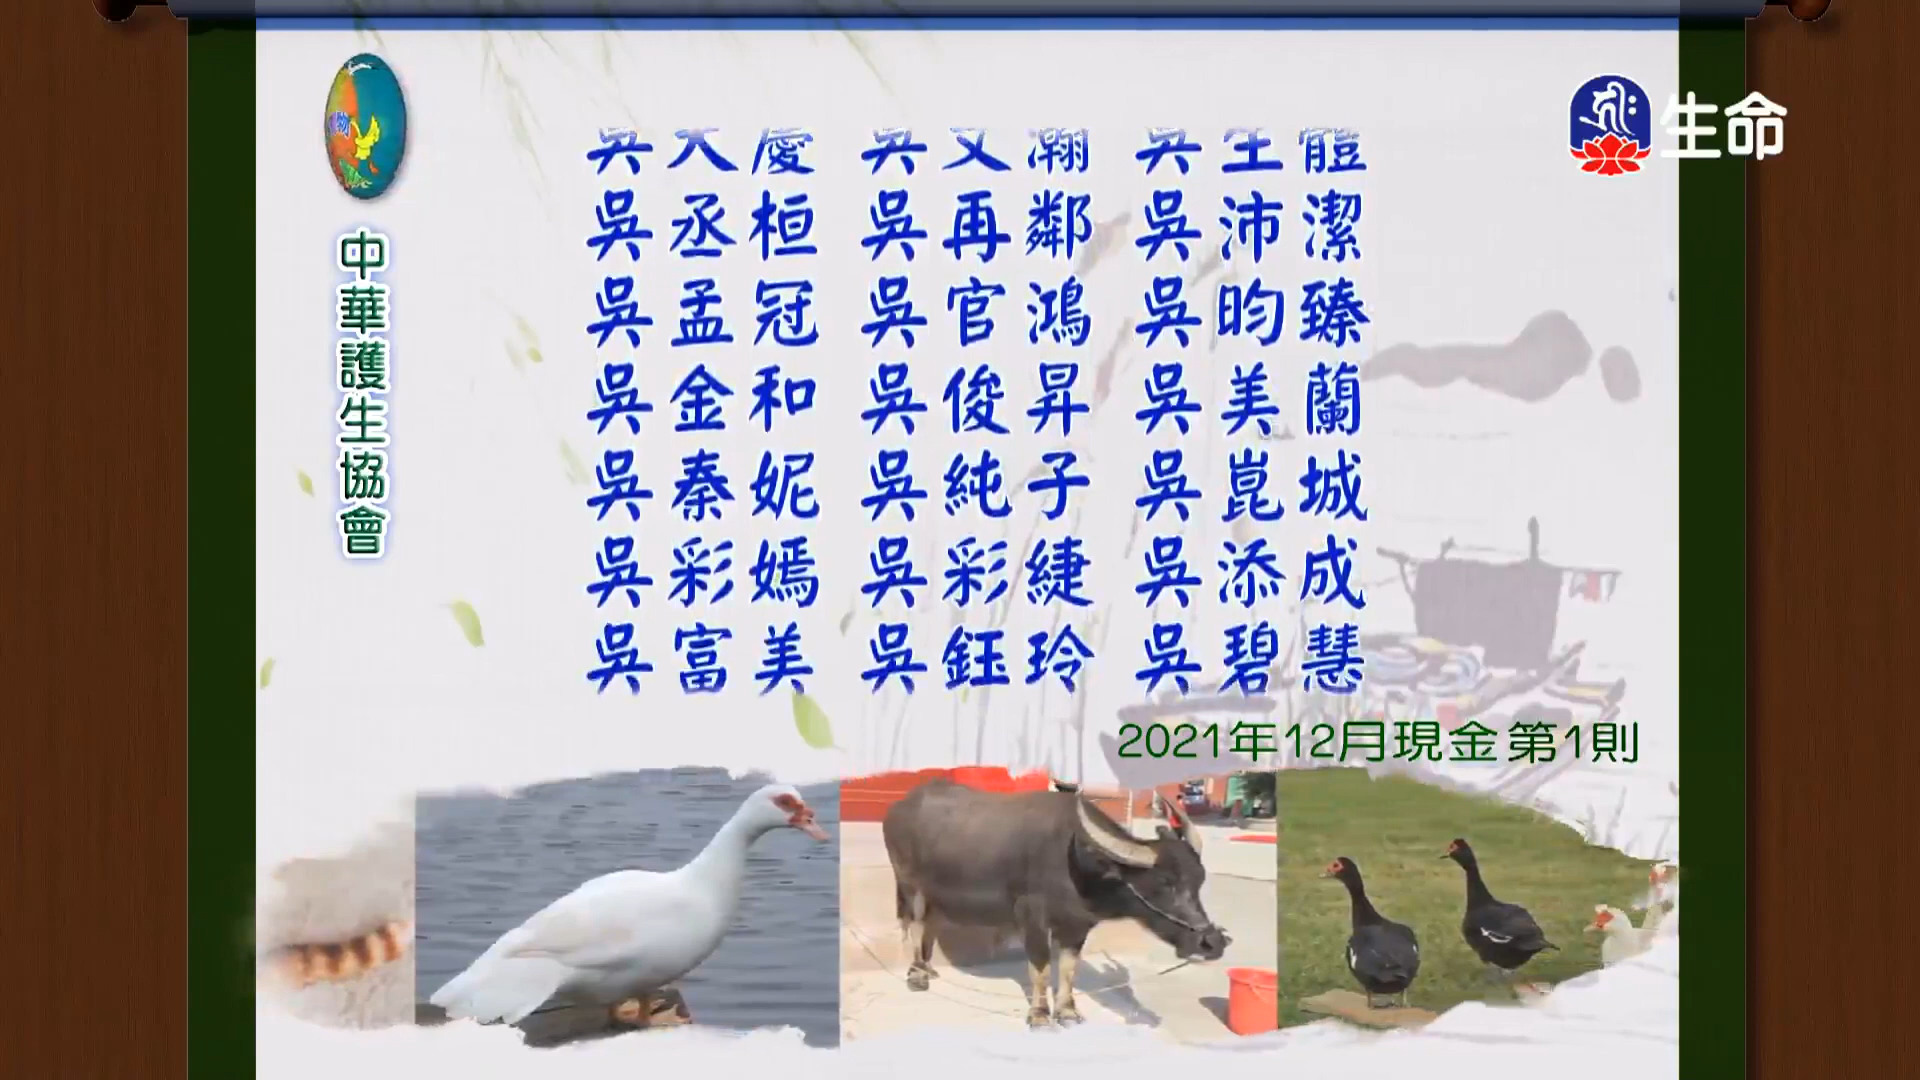 生命
中華護生協會
吳丞桓 吳再鄰 吳沛潔
吳孟冠 吳官鴻 吳昀臻
吳金和 吳俊昇 吳美蘭
吳秦妮 吳純子 吳崑城
吳彩嫣 吳彩緁 吳添成
吳富美 吳鈺玲 吳碧慧
2021年12月現金第1則